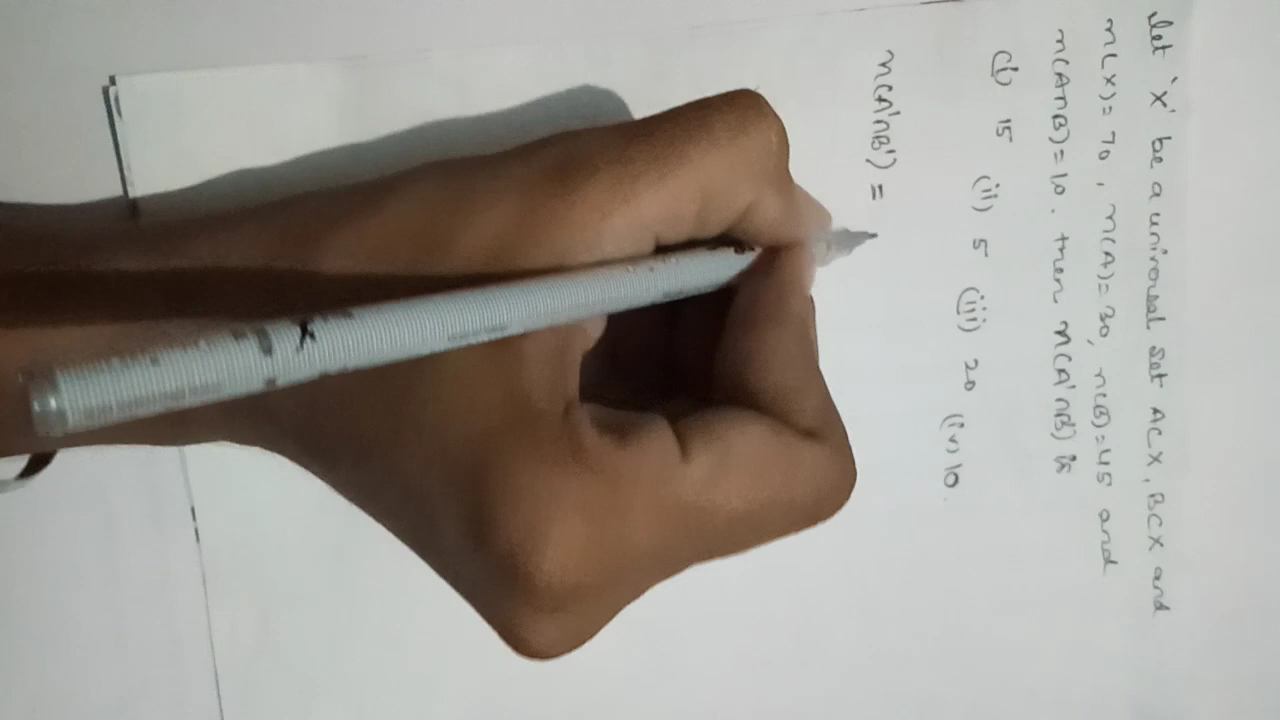 let 'X' be a universal set A⊂X, B⊂X and
n(X)=70, n(A)=30, n(B)=45 and
n(A∩B)=10. then n(A'∩B') is
(i) 15 (ii) 5 (iii) 20 (iv) 10.
n(A'∩B') =